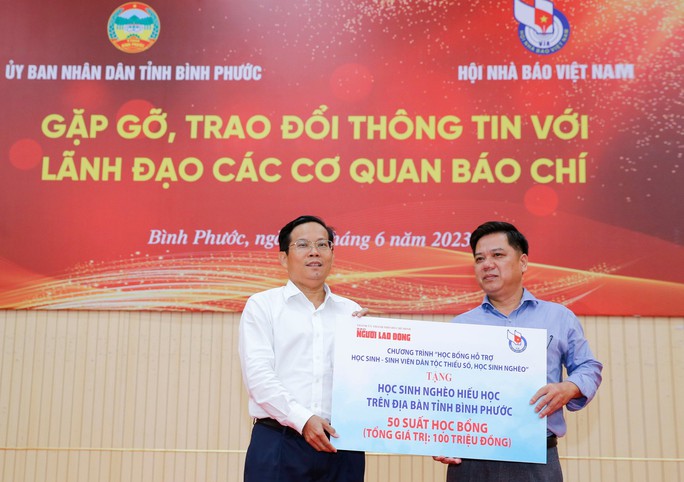 ỦY BAN NHÂN DÂN TỈNH BÌNH PHƯỚC
HỘI NHÀ BÁO VIỆT NAM
GẶP GỠ, TRAO ĐỔI THÔNG TIN VỚI
LÃNH ĐẠO CÁC CƠ QUAN BÁO CHÍ
Bình Phước, tháng 6 năm 2023
NGƯỜI LAO ĐỘNG
CHƯƠNG TRÌNH "HỌC BỔNG HỖ TRỢ
HỌC SINH - SINH VIÊN DÂN TỘC THIỂU SỐ, HỌC SINH NGHÈO"
TẶNG
HỌC SINH NGHÈO HIẾU HỌC
TRÊN ĐỊA BÀN TỈNH BÌNH PHƯỚC
50 SUẤT HỌC BỔNG
(TỔNG GIÁ TRỊ: 100 TRIỆU ĐỒNG)